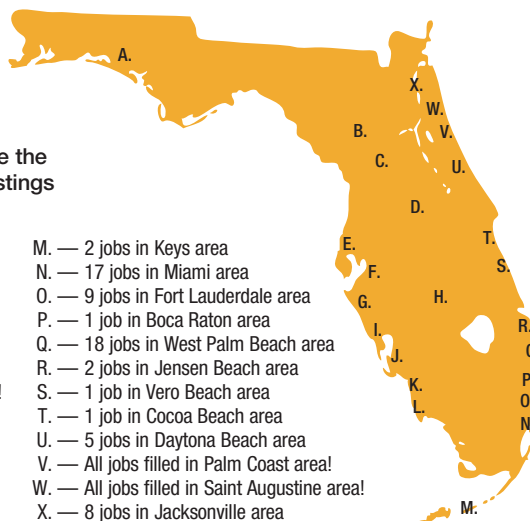 A.
X.
W.
B.
V.
e the
C.
U.
stings
D.
T.
M. — 2 jobs in Keys area
E.
N. — 17 jobs in Miami area
S.
F.
O. — 9 jobs in Fort Lauderdale area
G.
H.
P. — 1 job in Boca Raton area
I.
R.
Q. — 18 jobs in West Palm Beach area
J.
R. — 2 jobs in Jensen Beach area
K.
P
!
S. — 1 job in Vero Beach area
L.
O
T. — 1 job in Cocoa Beach area
N
U. — 5 jobs in Daytona Beach area
V. — All jobs filled in Palm Coast area!
W. — All jobs filled in Saint Augustine area!
M.
X. — 8 jobs in Jacksonville area